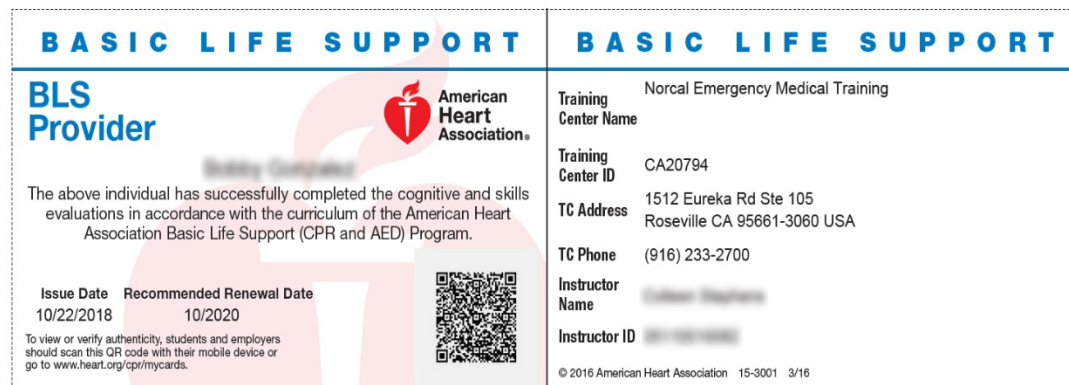 BASIC LIFE SUPPORT
BLS
Provider
American
Heart
Association®
The above individual has successfully completed the cognitive and skills
evaluations in accordance with the curriculum of the American Heart
Association Basic Life Support (CPR and AED) Program.
Issue Date Recommended Renewal Date
10/22/2018 10/2020
To view or verify authenticity, students and employers
should scan this QR code with their mobile device or
go to www.heart.org/cpr/mycards.
BASIC LIFE SUPPORT
Training
Center Name
Norcal Emergency Medical Training
Training
Center ID
CA20794
TC Address
1512 Eureka Rd Ste 105
Roseville CA 95661-3060 USA
TC Phone (916) 233-2700
Instructor
Name
Instructor ID
© 2016 American Heart Association 15-3001 3/16